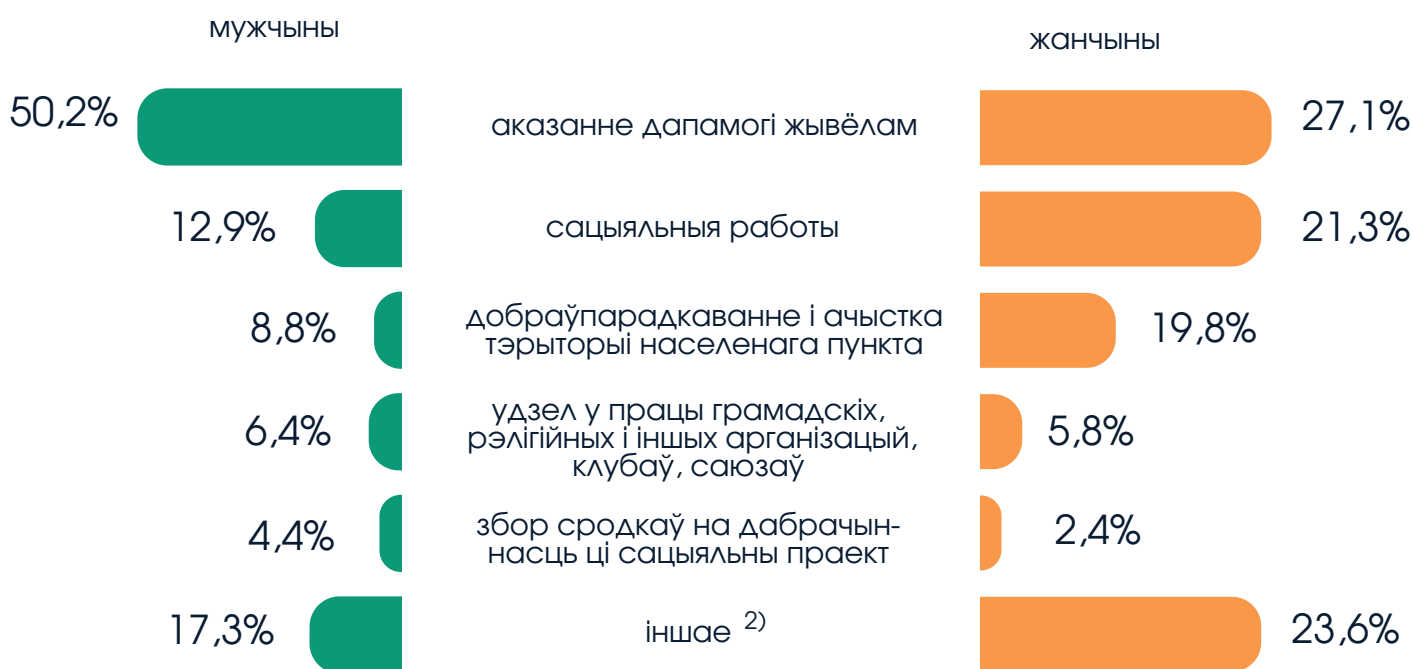 мужчыны
жанчыны
50,2%
аказанне дапамогі жывёлам
27,1%
12,9%
сацыяльныя работы
21,3%
8,8%
добраўпарадкаванне і ачыстка
тэрыторыі населенага пункта
19,8%
6,4%
удзел у працы грамадскіх,
рэлігійных і іншых арганізацый,
клубаў, саюзаў
5,8%
4,4%
збор сродкаў на дабрачын-
насць ці сацыяльны праект
2,4%
17,3%
іншае 2)
23,6%